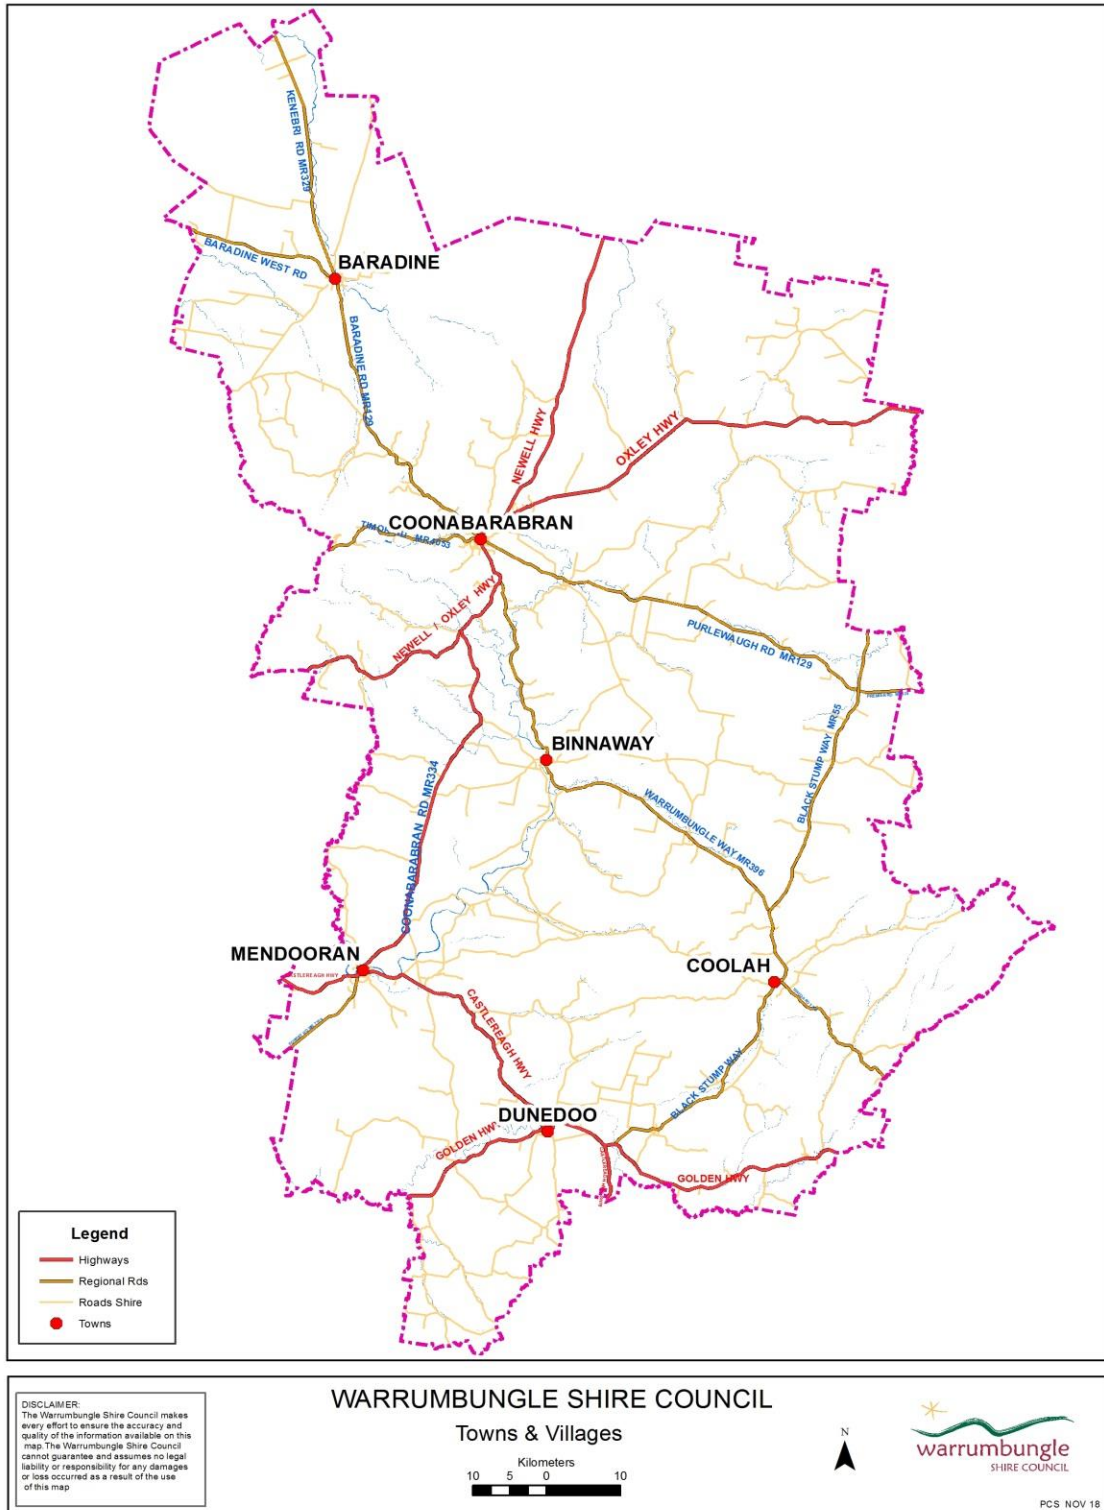 KENEBRI RD MR329
BARADINE WEST RD
BARADINE
BARADINE RD MR129
NEWELL HWY
OXLEY HWY
COONABARABRAN
MR4053
NEWELL / OXLEY HWY
PURLEWAUGH RD MR129
BINNAWAY
BLACK STUMP WAY MR55
COONABARABRAN RD MR334
WARRUMBUNGLE WAY MR396
MENDOORAN
COOLAH
CASTLEREAGH HWY
BLACK STUMP WAY
DUNEDOO
GOLDEN HWY
GOLDEN HWY
Legend
Highways
Regional Rds
Roads Shire
Towns
DISCLAIMER:
The Warrumbungle Shire Council makes
every effort to ensure the accuracy and
quality of the information available on this
map. The Warrumbungle Shire Council
cannot guarantee and assumes no legal
liability or responsibility for any damages
or loss occurred as a result of the use
of this map
WARRUMBUNGLE SHIRE COUNCIL
Towns & Villages
Kilometers
10 5 0 10
N
warrumbungle
SHIRE COUNCIL
PCS NOV 18